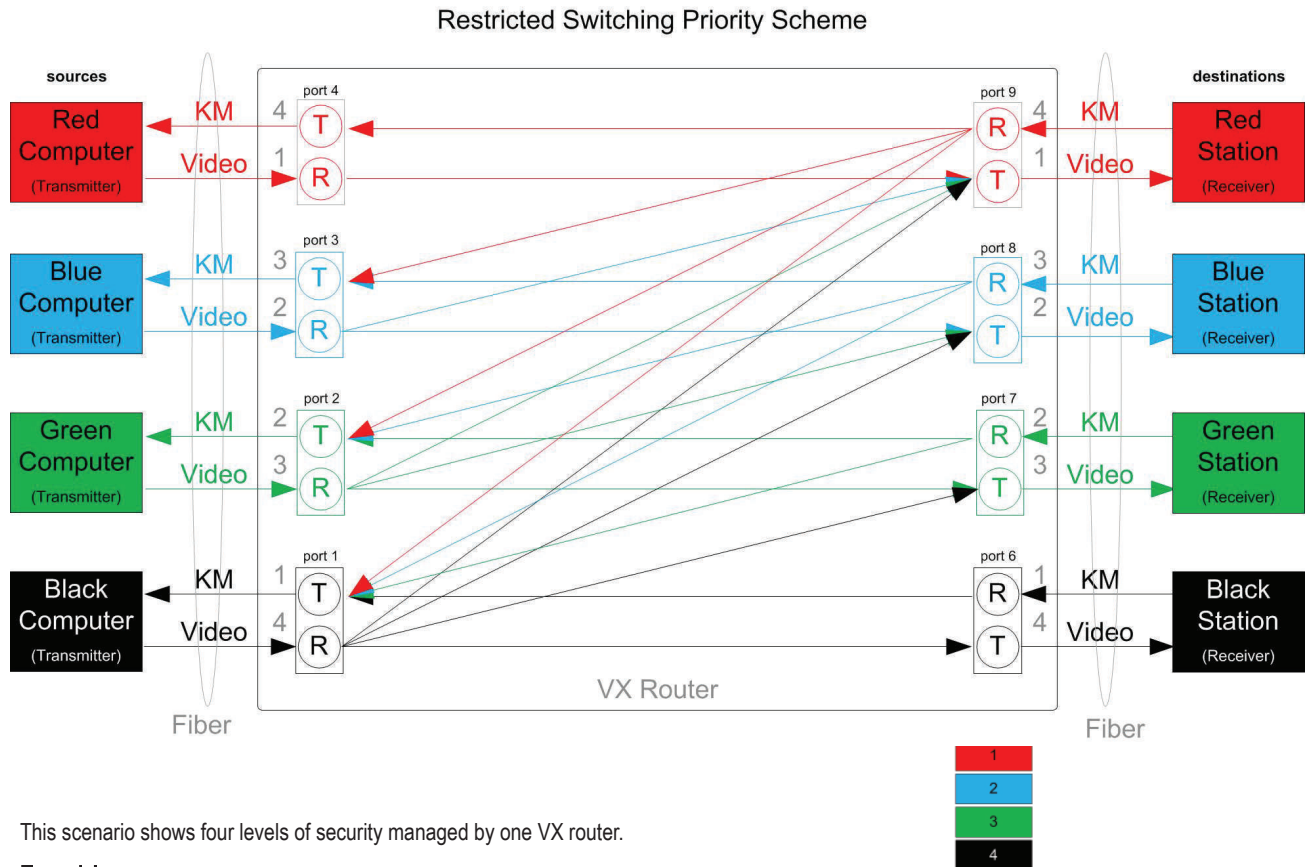 Restricted Switching Priority Scheme
sources
destinations
port 4
port 9
Red
Computer
(Transmitter)
KM
4
T
R
4
KM
Red
Station
(Receiver)
Video
1
R
T
1
Video
port 3
port 8
Blue
Computer
(Transmitter)
KM
3
T
R
3
KM
Blue
Station
(Receiver)
Video
2
R
T
2
Video
port 2
port 7
Green
Computer
(Transmitter)
KM
2
T
R
2
KM
Green
Station
(Receiver)
Video
3
R
T
3
Video
port 1
port 6
Black
Computer
(Transmitter)
KM
1
T
R
1
KM
Black
Station
(Receiver)
Video
4
R
T
4
Video
VX Router
Fiber
Fiber
1
2
3
4
This scenario shows four levels of security managed by one VX router.